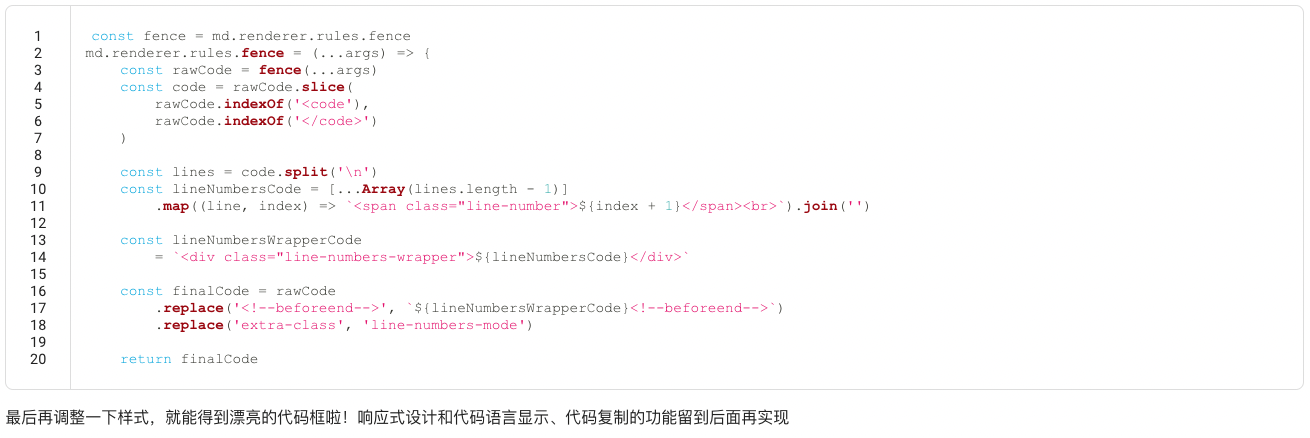 1 const fence = md.renderer.rules.fence
2 md.renderer.rules.fence = (...args) => {
3     const rawCode = fence(...args)
4     const code = rawCode.slice(
5         rawCode.indexOf('<code'),
6         rawCode.indexOf('</code>')
7     )
8
9     const lines = code.split('\n')
10     const lineNumbersCode = [...Array(lines.length - 1)]
11         .map((line, index) => `<span class="line-number">${index + 1}</span><br>`).join('')
12
13     const lineNumbersWrapperCode
14         = `<div class="line-numbers-wrapper">${lineNumbersCode}</div>`
15
16     const finalCode = rawCode
17         .replace('<!--beforeend-->', `${lineNumbersWrapperCode}<!--beforeend-->`)
18         .replace('extra-class', 'line-numbers-mode')
19
20     return finalCode
最后再调整一下样式，就能得到漂亮的代码框啦！响应式设计和代码语言显示、代码复制的功能留到后面再实现